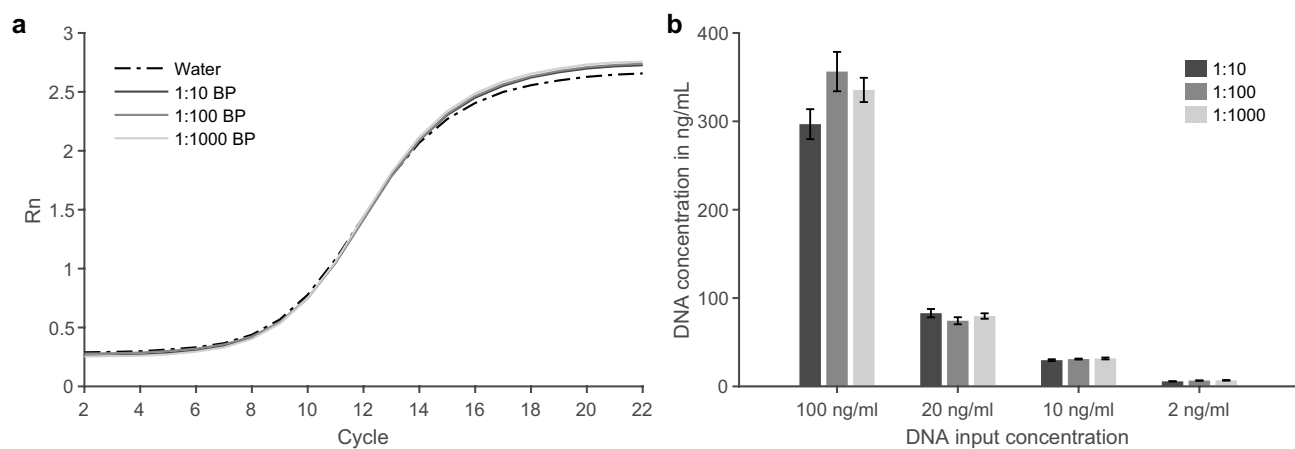 a
3
2.5
2
1.5
1
0.5
0
Rn
Water
1:10 BP
1:100 BP
1:1000 BP
2 4 6 8 10 12 14 16 18 20 22
Cycle
b
400
300
200
100
0
DNA concentration in ng/mL
1:10
1:100
1:1000
100 ng/ml 20 ng/ml 10 ng/ml 2 ng/ml
DNA input concentration